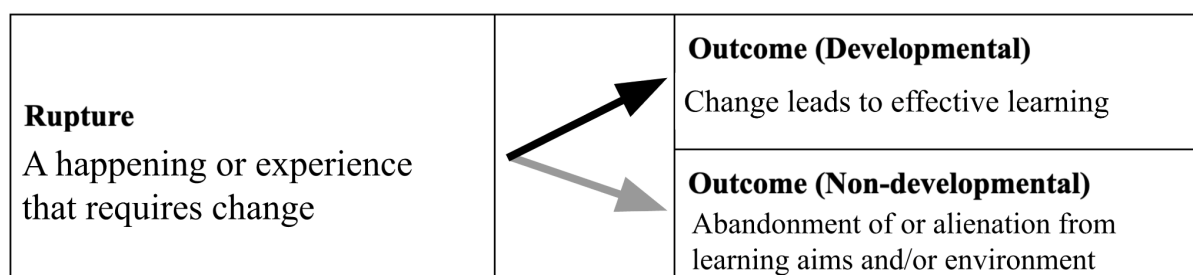 Rupture
A happening or experience
that requires change
Outcome (Developmental)
Change leads to effective learning
Outcome (Non-developmental)
Abandonment of or alienation from
learning aims and/or environment